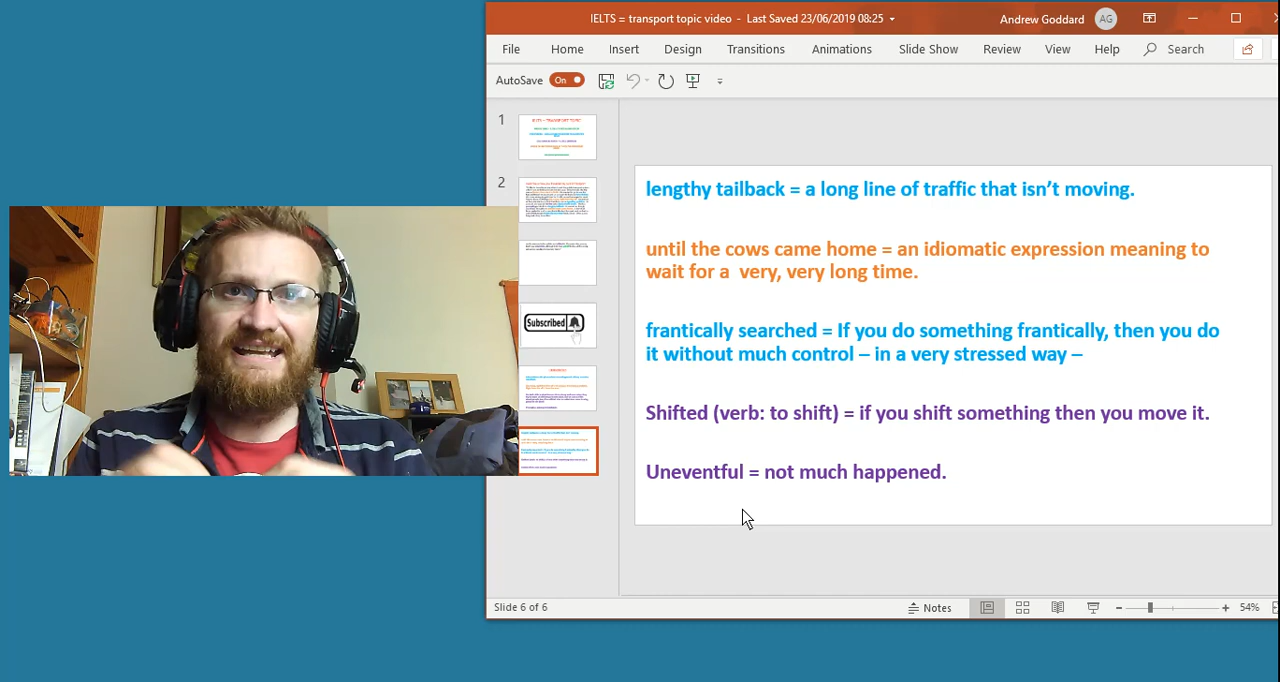 IELTS = transport topic video - Last Saved 23/06/2019 08:25
Andrew Goddard
AG
File Home Insert Design Transitions Animations Slide Show Review View Help Search
AutoSave On
1
2
Subscribed
lengthy tailback = a long line of traffic that isn’t moving.
until the cows came home = an idiomatic expression meaning to
wait for a  very, very long time.
frantically searched = If you do something frantically, then you do
it without much control – in a very stressed way –
Shifted (verb: to shift) = if you shift something then you move it.
Uneventful = not much happened.
Slide 6 of 6
Notes
54%